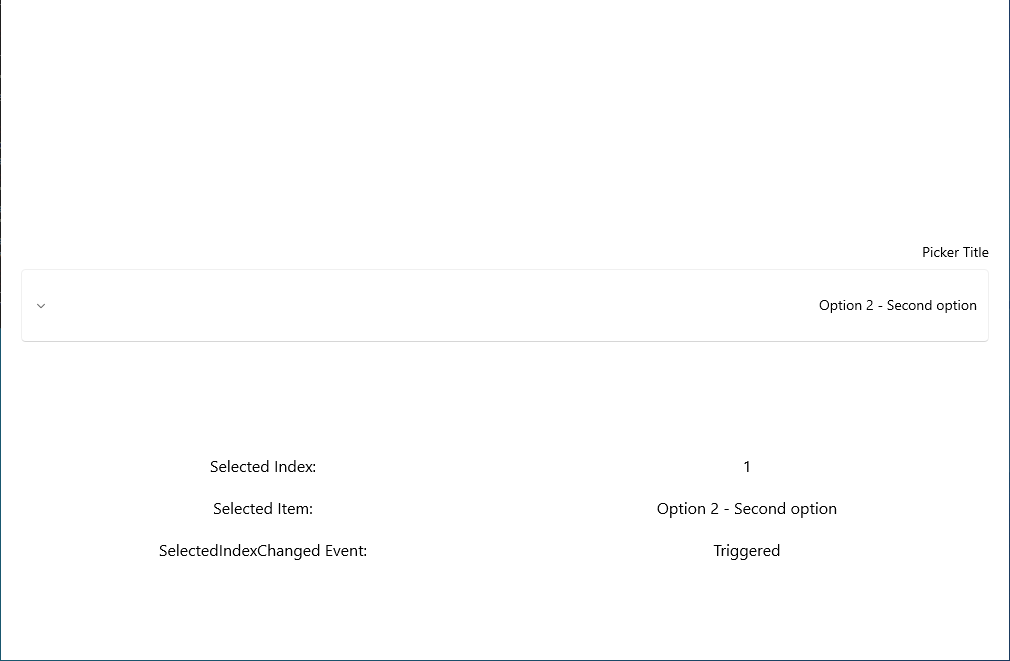 Picker Title
Option 2 - Second option
Selected Index: 1
Selected Item: Option 2 - Second option
SelectedIndexChanged Event: Triggered